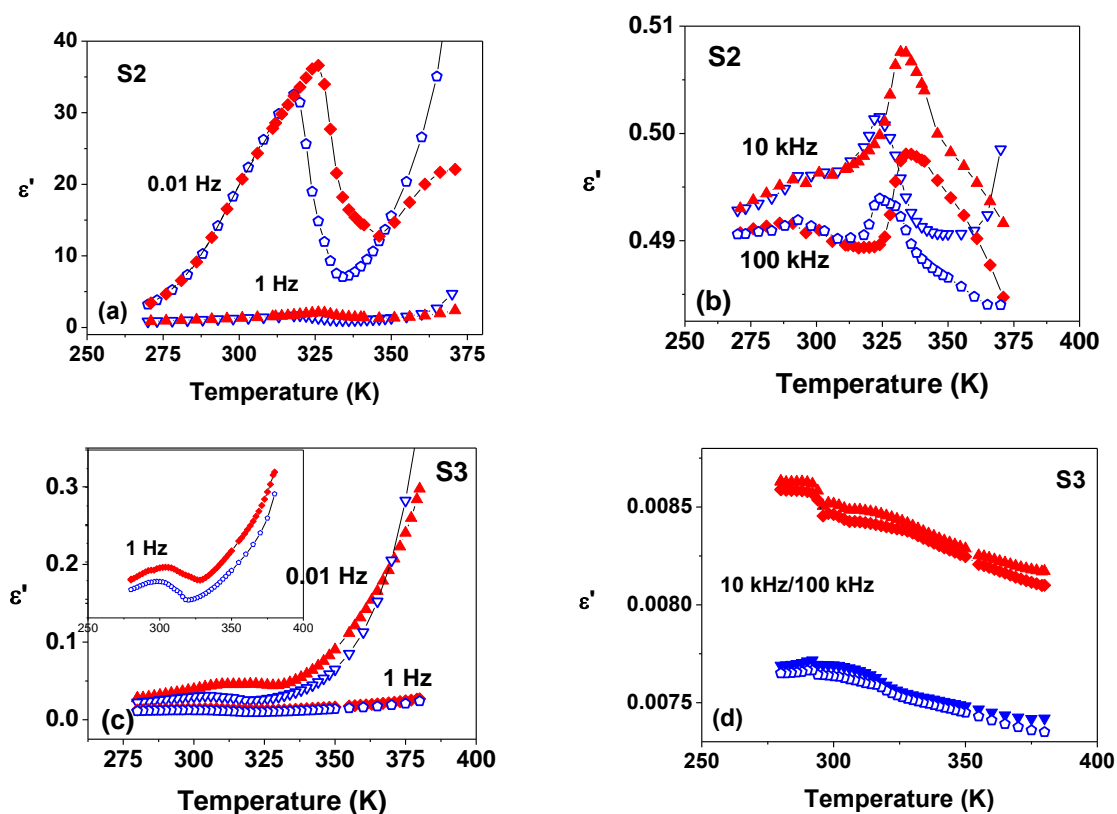 S2
40
30
20
10
0
ε'
0.01 Hz
1 Hz
(a)
250 275 300 325 350 375
Temperature (K)
S2
0.51
0.50
0.49
ε'
10 kHz
100 kHz
(b)
250 275 300 325 350 375 400
Temperature (K)
S3
0.3
0.2
0.1
0.0
ε'
1 Hz
250 300 350 400
0.01 Hz
1 Hz
(c)
275 300 325 350 375 400
Temperature (K)
S3
0.0085
0.0080
0.0075
ε'
10 kHz/100 kHz
(d)
250 300 350 400
Temperature (K)